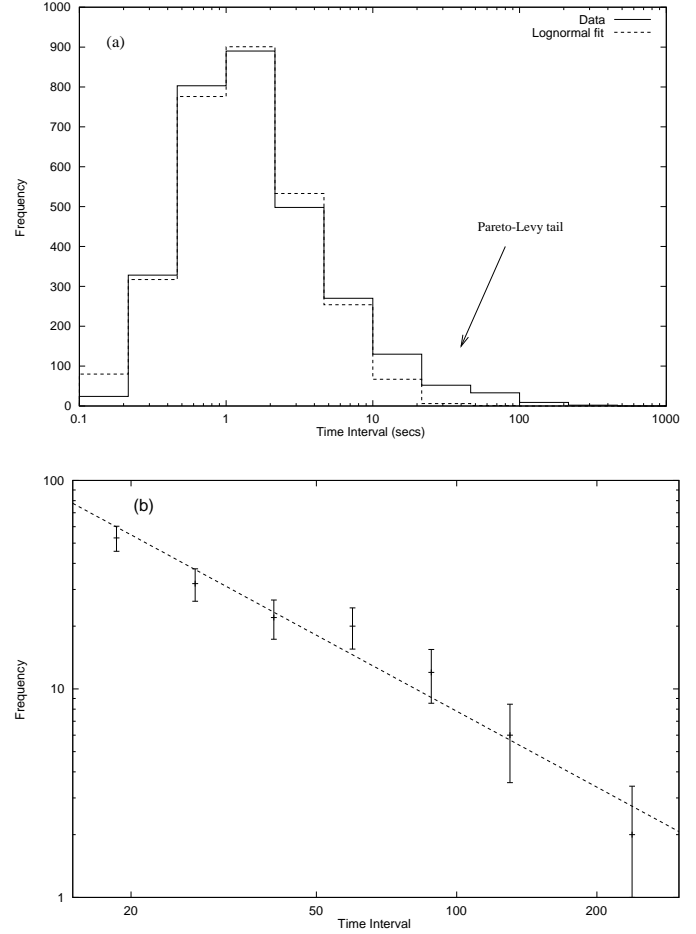 1000
900
800
700
600
500
400
300
200
100
0
Frequency
(a)
Data
Lognormal fit
Pareto-Levy tail
0.1 1 10 100 1000
Time Interval (secs)
100
10
1
Frequency
(b)
20 50 100 200
Time Interval